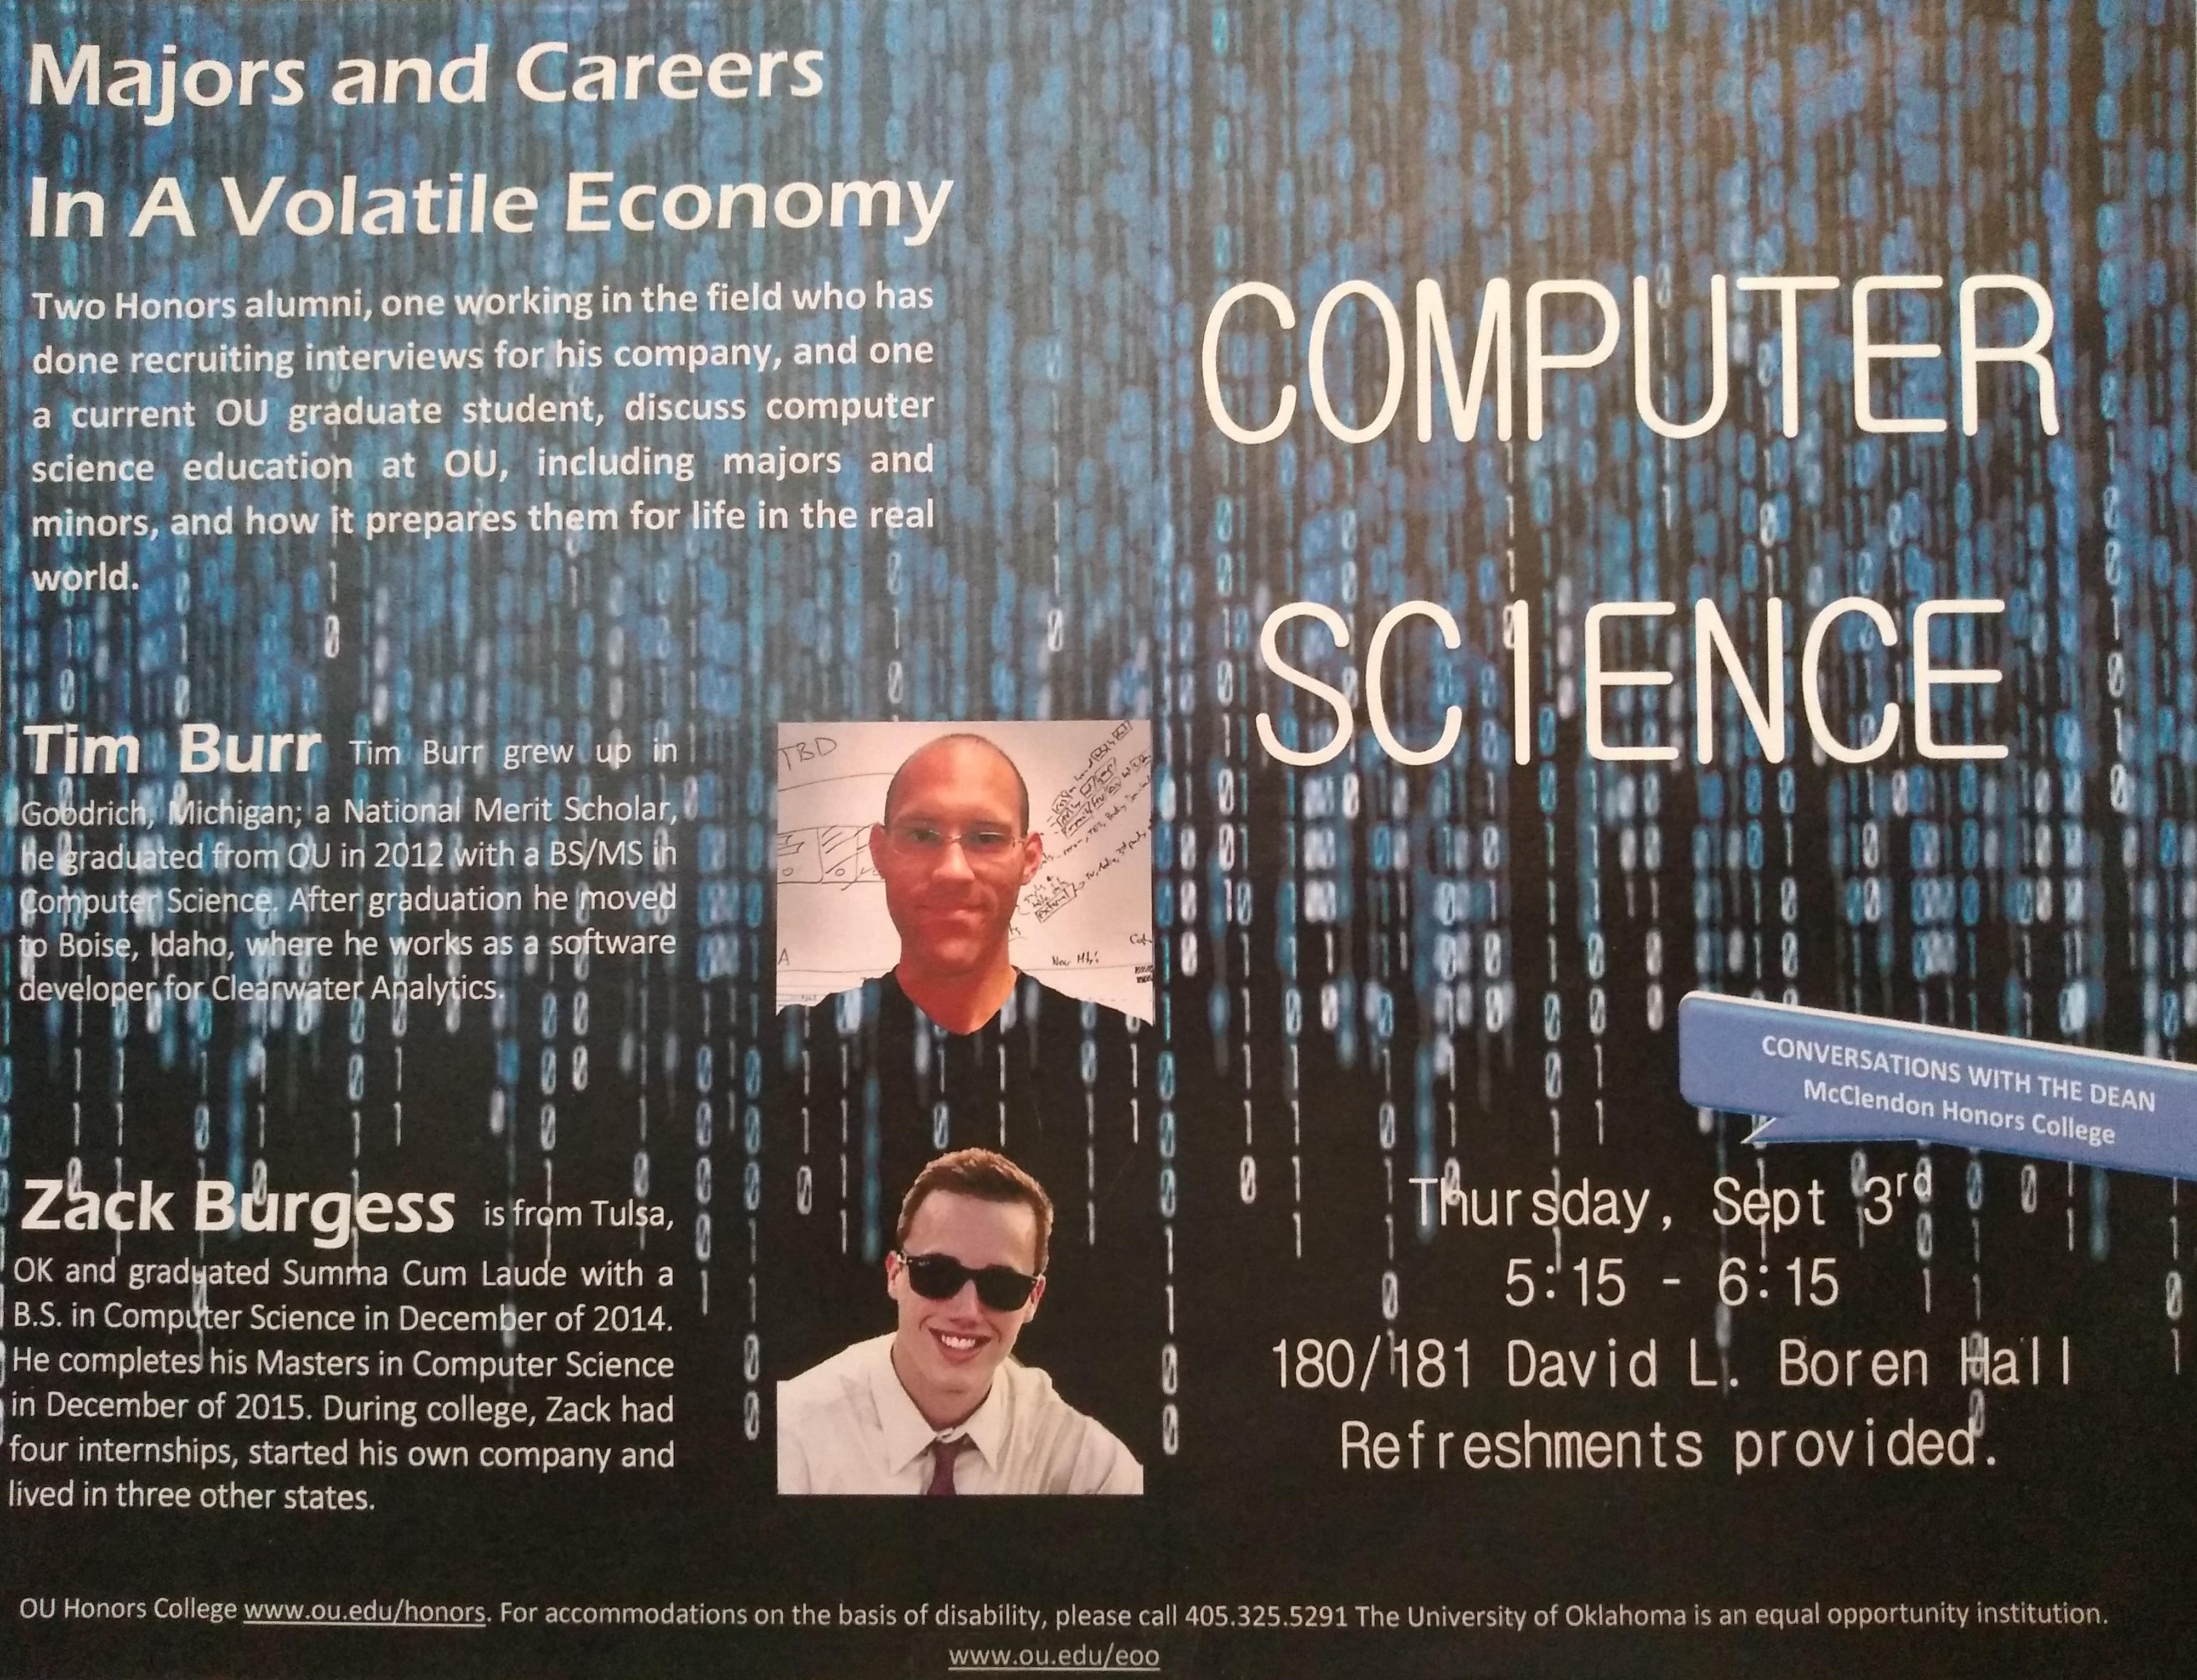 Majors and Careers
In A Volatile Economy
Two Honors alumni, one working in the field who has
done recruiting interviews for his company, and one
a current OU graduate student, discuss computer
science education at OU, including majors and
minors, and how it prepares them for life in the real
world.
COMPUTER
SC1ENCE
Tim Burr Tim Burr grew up in
Goodrich, Michigan; a National Merit Scholar,
he graduated from OU in 2012 with a BS/MS in
Computer Science. After graduation he moved
to Boise, Idaho, where he works as a software
developer for Clearwater Analytics.
TBD
A
Nov
Zack Burgess is from Tulsa,
OK and graduated Summa Cum Laude with a
B.S. in Computer Science in December of 2014.
He completes his Masters in Computer Science
in December of 2015. During college, Zack had
four internships, started his own company and
lived in three other states.
CONVERSATIONS WITH THE DEAN
McClendon Honors College
Thursday, Sept 3rd
5:15 - 6:15
180/181 David L. Boren Hall
Refreshments provided.
OU Honors College www.ou.edu/honors. For accommodations on the basis of disability, please call 405.325.5291 The University of Oklahoma is an equal opportunity institution.
www.ou.edu/eoo